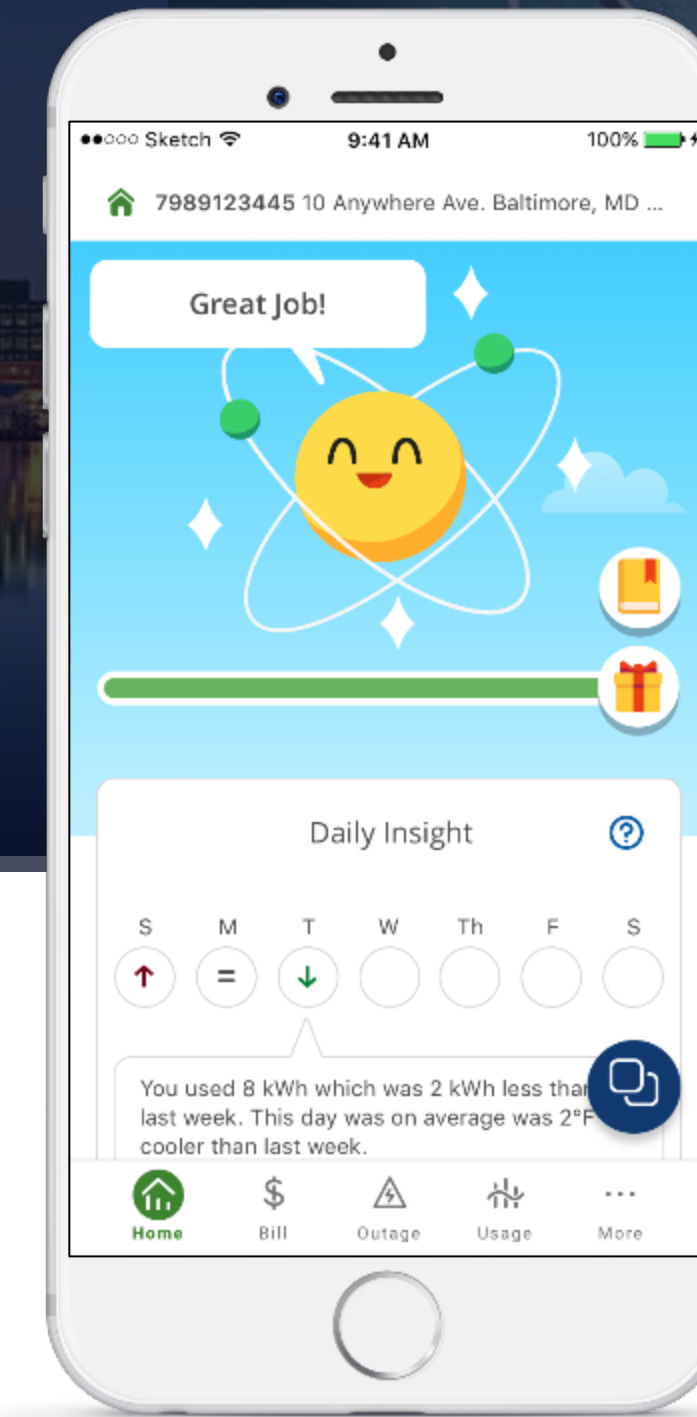 Sketch 9:41 AM 100%
7989123445 10 Anywhere Ave. Baltimore, MD ...
Great Job!
Daily Insight
?
S M T W Th F S
↑ = ↓
You used 8 kWh which was 2 kWh less
last week. This day was on average was 2°F
cooler than last week.
Home Bill Outage Usage More